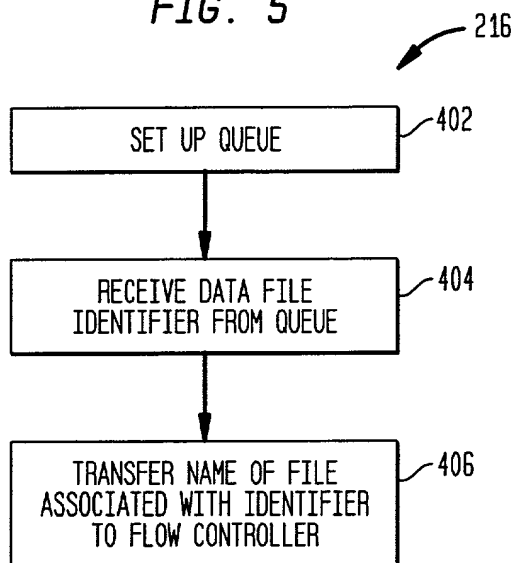 FIG. 5
216
SET UP QUEUE
402
RECEIVE DATA FILE
IDENTIFIER FROM QUEUE
404
TRANSFER NAME OF FILE
ASSOCIATED WITH IDENTIFIER
TO FLOW CONTROLLER
406